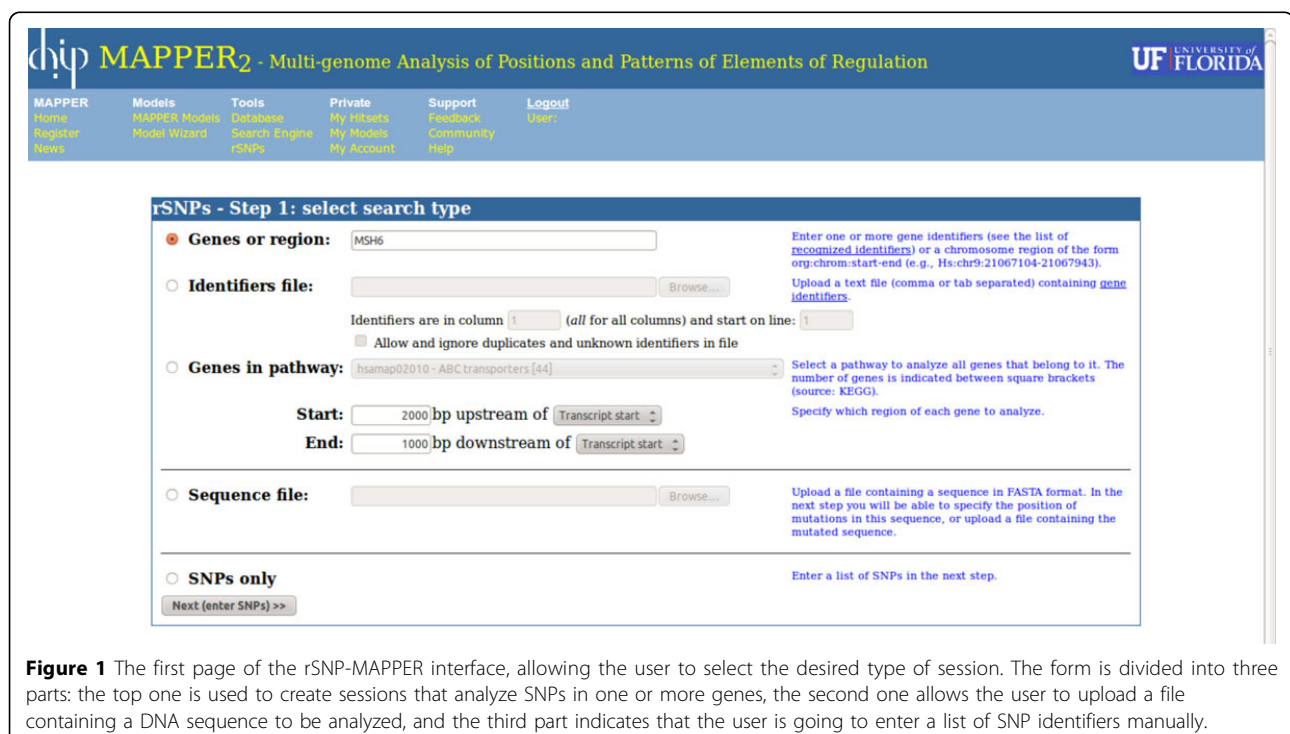 chip MAPPER2 - Multi-genome Analysis of Positions and Patterns of Elements of Regulation
UF UNIVERSITY of FLORIDA
MAPPER Models Tools Private Support Logout
Home MAPPER Models Database My Hitsets Feedback User:
Register Model Wizard Search Engine My Models Community
News rSNPs My Account Help
rSNPs - Step 1: select search type
Genes or region: MSH6
Enter one or more gene identifiers (see the list of
recognized identifiers) or a chromosome region of the form
org:chrom:start-end (e.g., Hs:chr9:21067104-21067943).
Identifiers file: Browse...
Upload a text file (comma or tab separated) containing gene
identifiers.
Identifiers are in column 1 (all for all columns) and start on line: 1
Allow and ignore duplicates and unknown identifiers in file
Genes in pathway: hsamap02010 - ABC transporters [44]
Select a pathway to analyze all genes that belong to it. The
number of genes is indicated between square brackets
(source: KEGG).
Start: 2000 bp upstream of Transcript start
Specify which region of each gene to analyze.
End: 1000 bp downstream of Transcript start
Sequence file: Browse...
Upload a file containing a sequence in FASTA format. In the
next step you will be able to specify the position of
mutations in this sequence, or upload a file containing the
mutated sequence.
SNPs only
Enter a list of SNPs in the next step.
Next (enter SNPs) >>
Figure 1 The first page of the rSNP-MAPPER interface, allowing the user to select the desired type of session. The form is divided into three
parts: the top one is used to create sessions that analyze SNPs in one or more genes, the second one allows the user to upload a file
containing a DNA sequence to be analyzed, and the third part indicates that the user is going to enter a list of SNP identifiers manually.